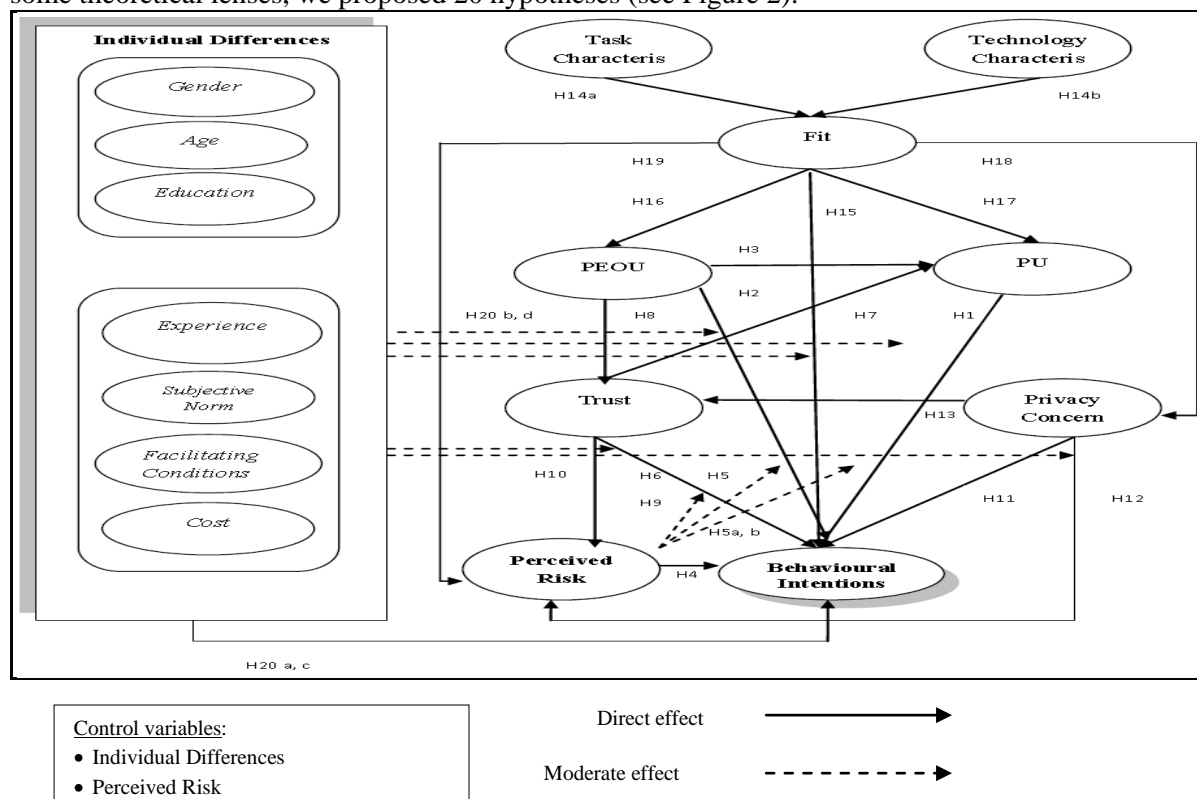 some theoretical lenses, we proposed 20 hypotheses (see Figure 2).
Individual Differences
Gender
Age
Education
Experience
Subjective
Norm
Facilitating
Conditions
Cost
Task
Characteris
Technology
Characteris
H14a
H14b
Fit
H19
H18
H16
H15
H17
PEOU
H3
PU
H2
H20 b, d
H8
H7
H1
Trust
Privacy
Concern
H13
H10
H6
H5
H9
H11
H12
H5a, b
Perceived
Risk
H4
Behavioural
Intentions
H20 a, c
Control variables:
• Individual Differences
• Perceived Risk
Direct effect
Moderate effect